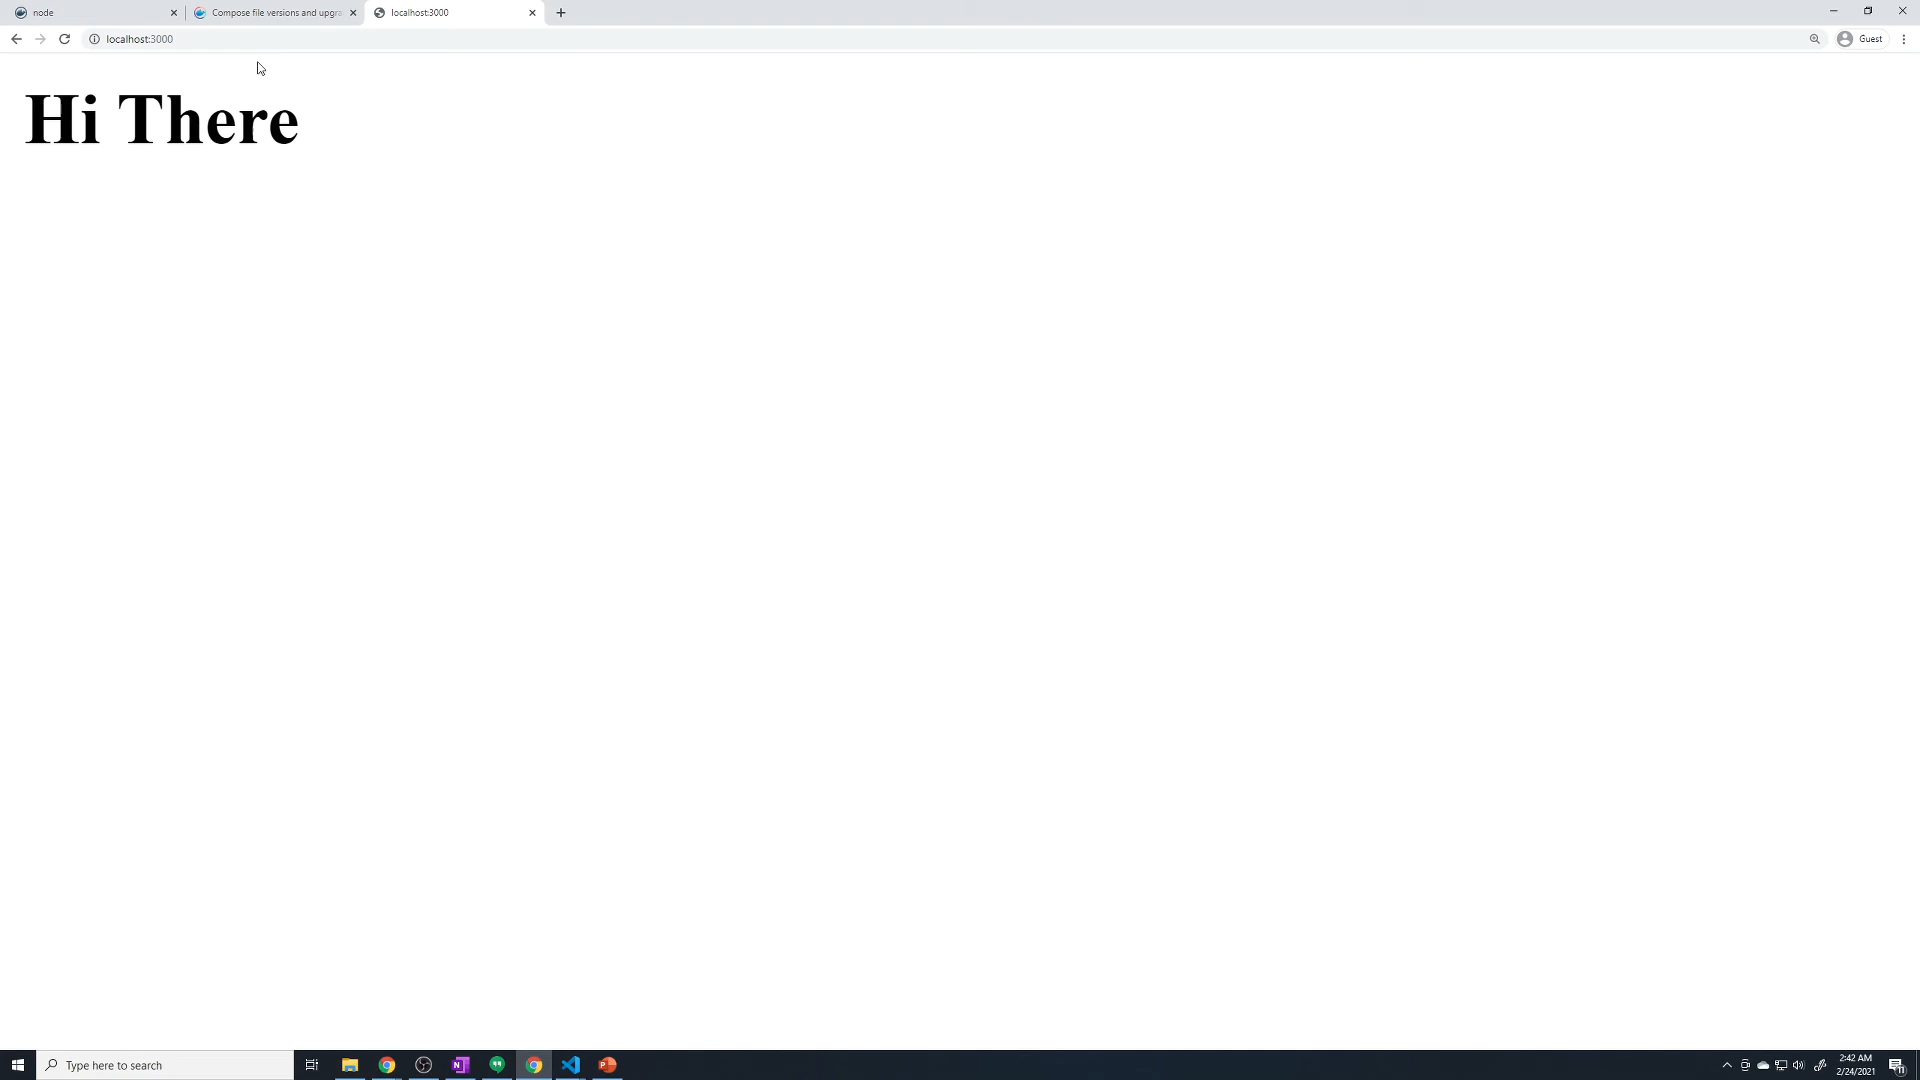 node
Compose file versions and upgra
localhost:3000
localhost:3000
Guest
Hi There
Type here to search
2:42 AM
2/24/2021